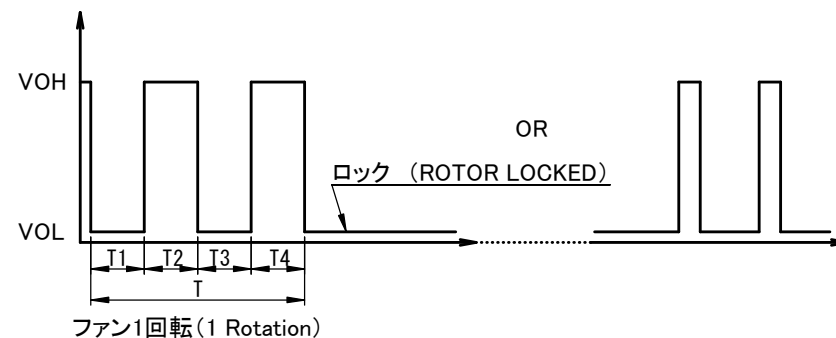 VOH
OR
ロック (ROTOR LOCKED)
VOL
T1 T2 T3 T4
T
ファン1回転(1 Rotation)